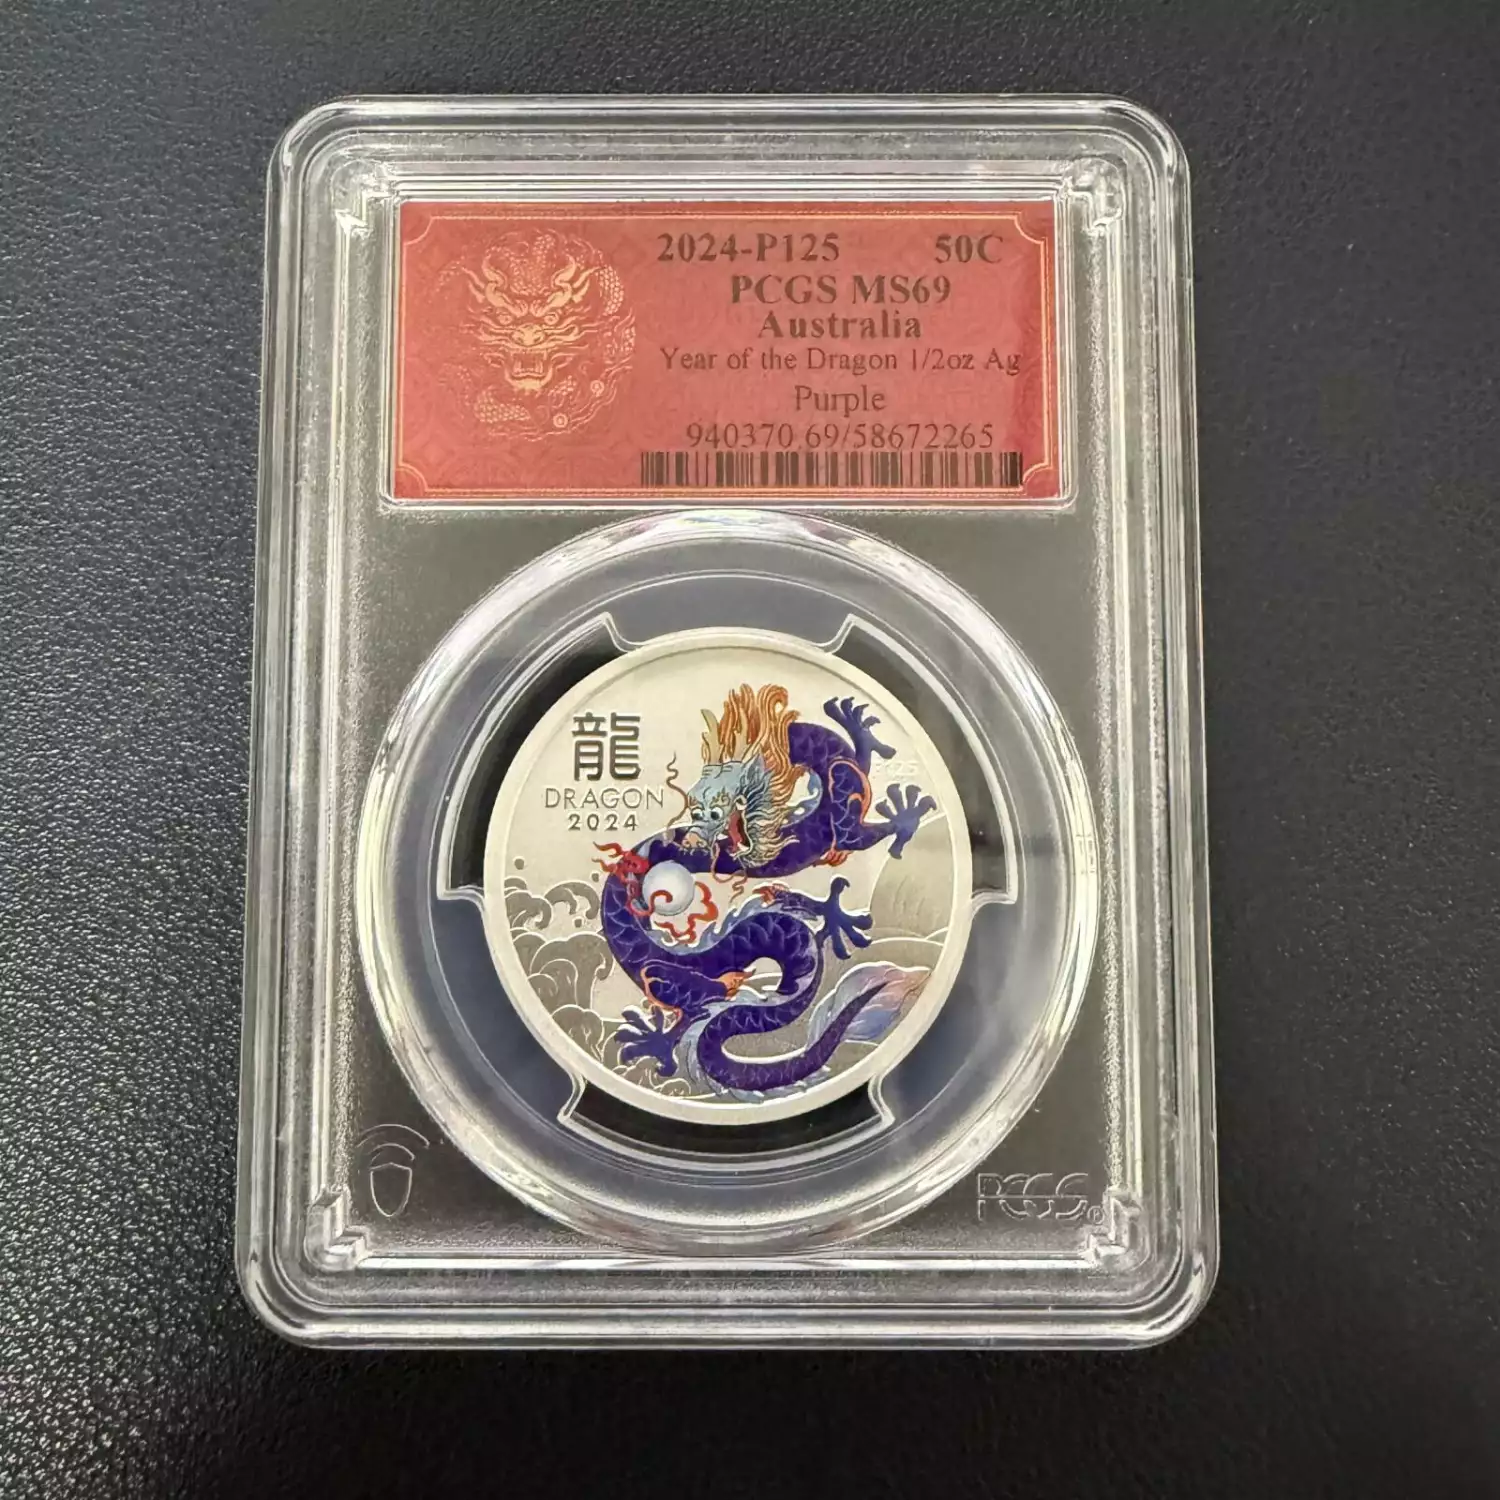 2024-P125 50C
PCGS MS69
Australia
Year of the Dragon 1/2oz Ag
Purple
940370.69/58672265
龍
DRAGON
2024
P125
PCGS®